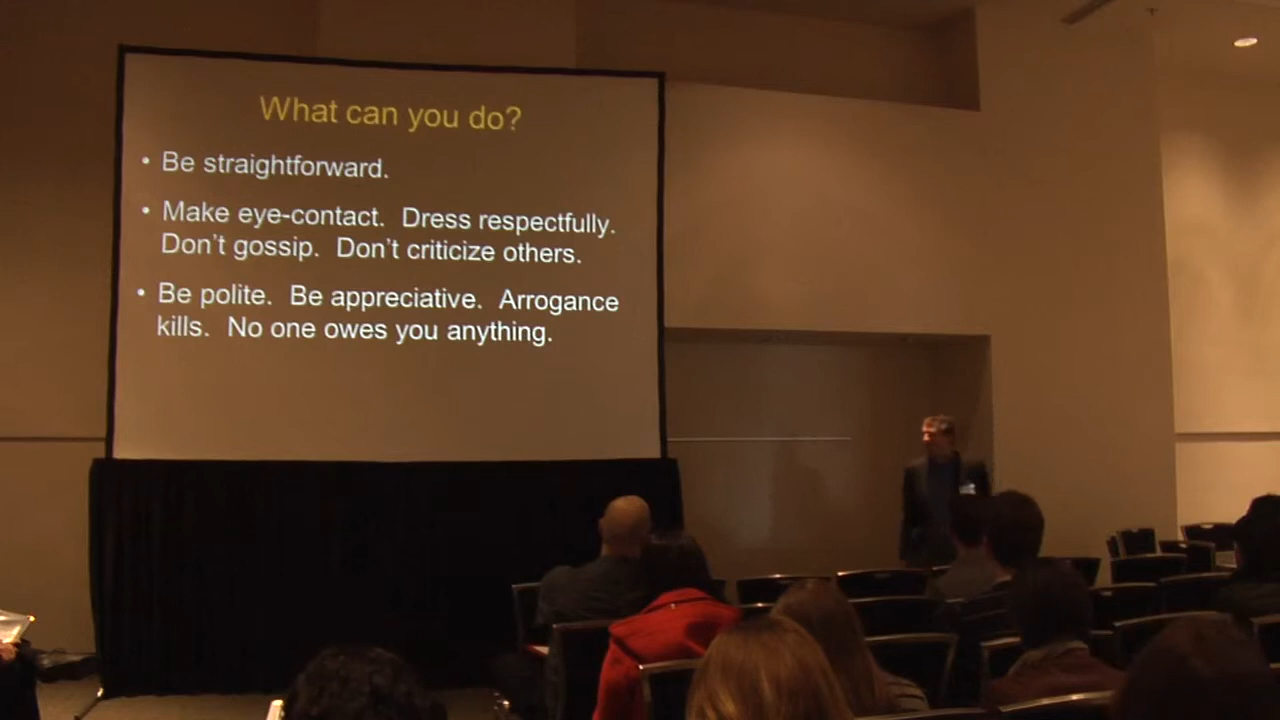 What can you do?
• Be straightforward.
• Make eye-contact.  Dress respectfully.
Don't gossip.  Don't criticize others.
• Be polite.  Be appreciative.  Arrogance
kills.  No one owes you anything.